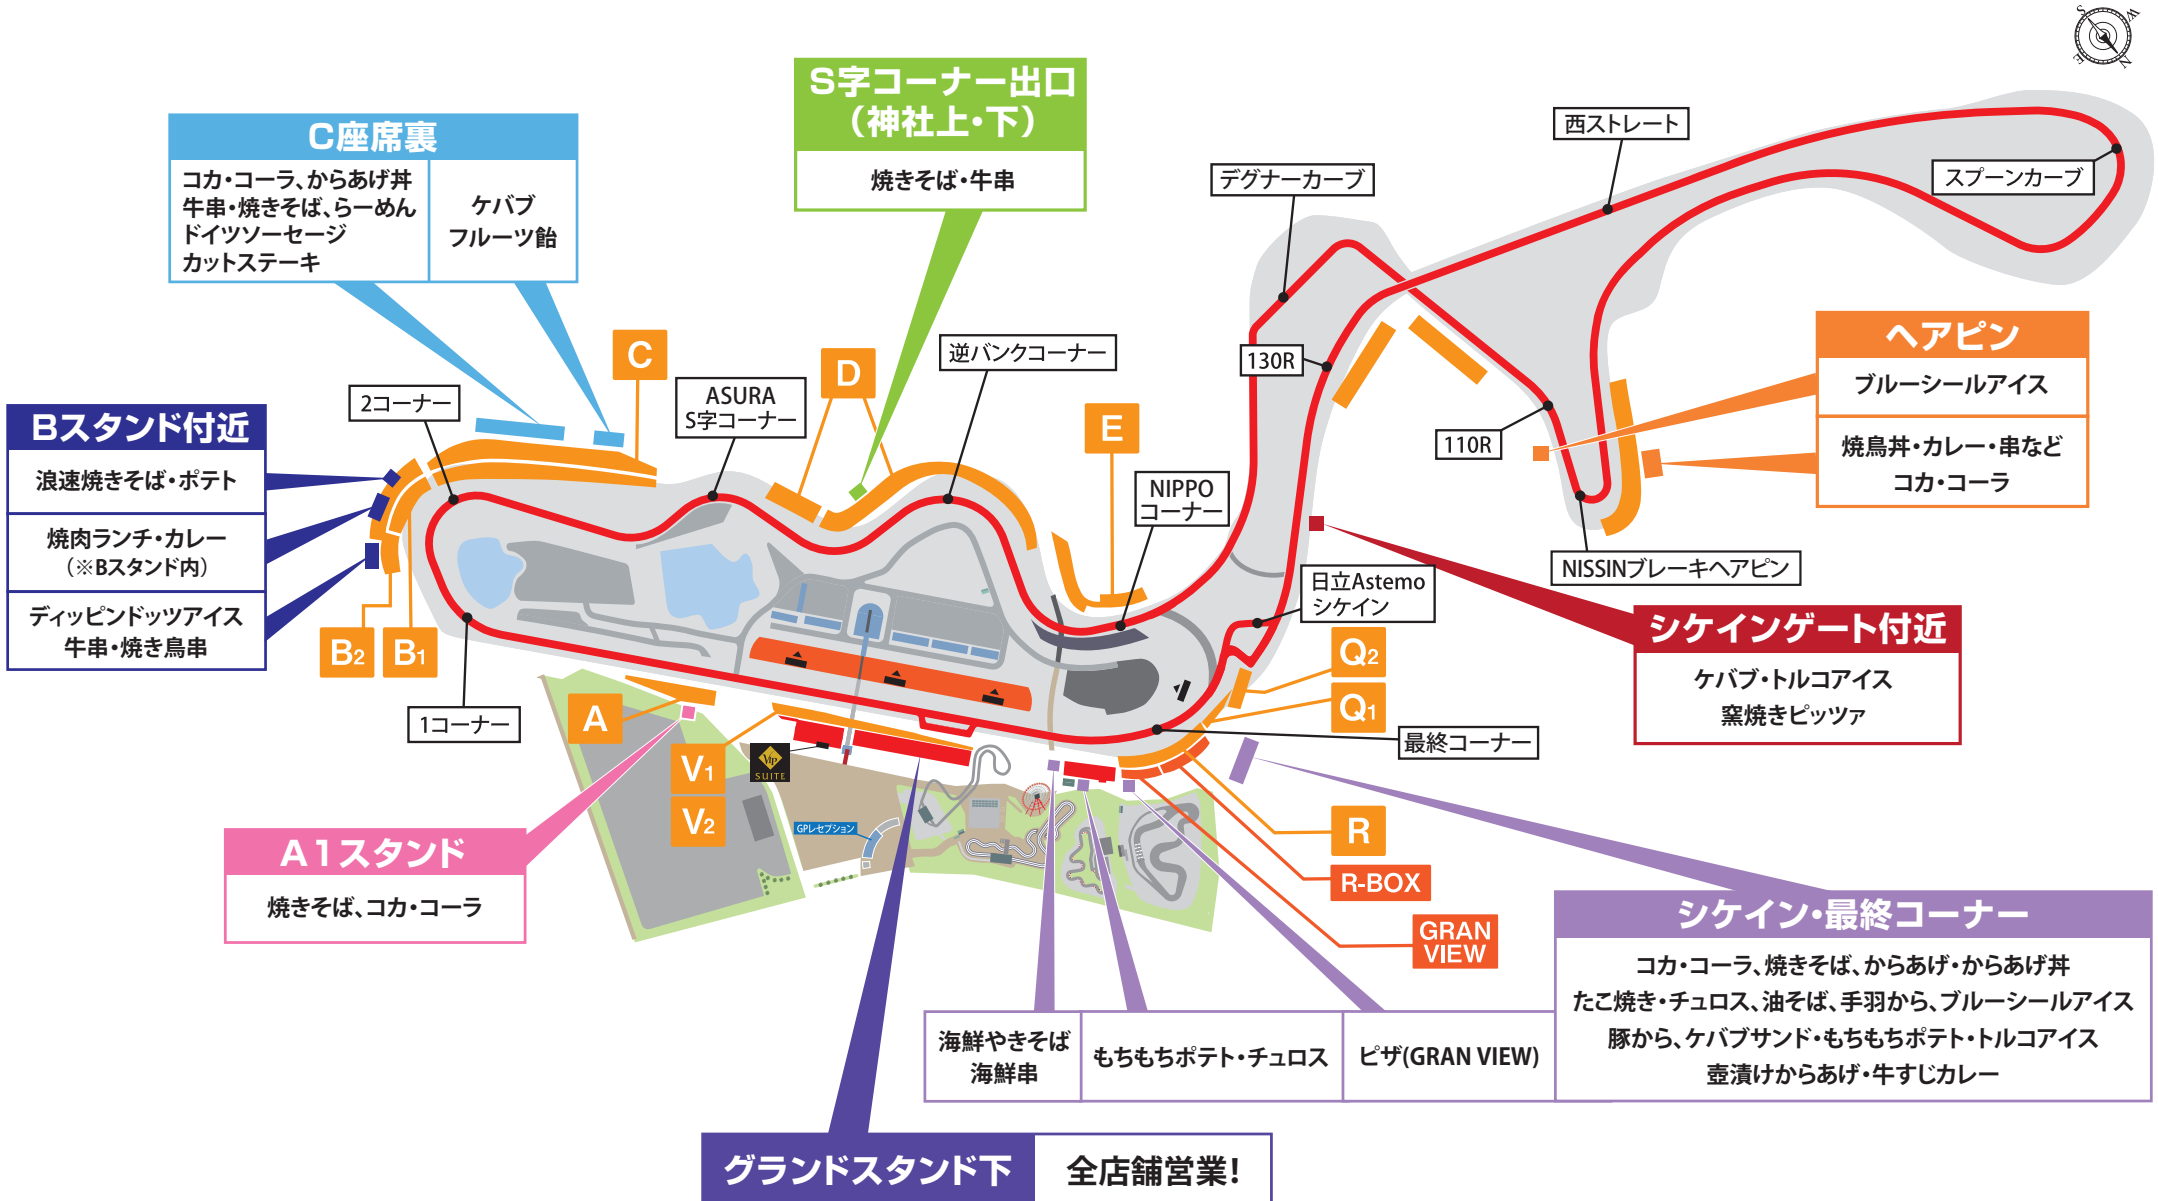 S
W
E
N
S字コーナー出口
（神社上・下）
焼きそば・牛串
C座席裏
コカ・コーラ、からあげ丼
牛串・焼きそば、らーめん
ドイツソーセージ
カットステーキ
ケバブ
フルーツ飴
西ストレート
スプーンカーブ
デグナーカーブ
130R
110R
逆バンクコーナー
ASURA
S字コーナー
2コーナー
C
D
E
NIPPO
コーナー
ヘアピン
ブルーシールアイス
焼鳥丼・カレー・串など
コカ・コーラ
Bスタンド付近
浪速焼きそば・ポテト
焼肉ランチ・カレー
（※Bスタンド内）
ディッピンドッツアイス
牛串・焼き鳥串
NISSINブレーキヘアピン
日立Astemo
シケイン
シケインゲート付近
ケバブ・トルコアイス
窯焼きピッツァ
B2
B1
Q2
Q1
1コーナー
A
V1
V2
VIP
SUITE
GPレセプション
最終コーナー
R
R-BOX
GRAN
VIEW
A1スタンド
焼きそば、コカ・コーラ
シケイン・最終コーナー
コカ・コーラ、焼きそば、からあげ・からあげ丼
たこ焼き・チュロス、油そば、手羽から、ブルーシールアイス
豚から、ケバブサンド・もちもちポテト・トルコアイス
壺漬けからあげ・牛すじカレー
海鮮やきそば
海鮮串
もちもちポテト・チュロス
ピザ(GRAN VIEW)
グランドスタンド下
全店舗営業！